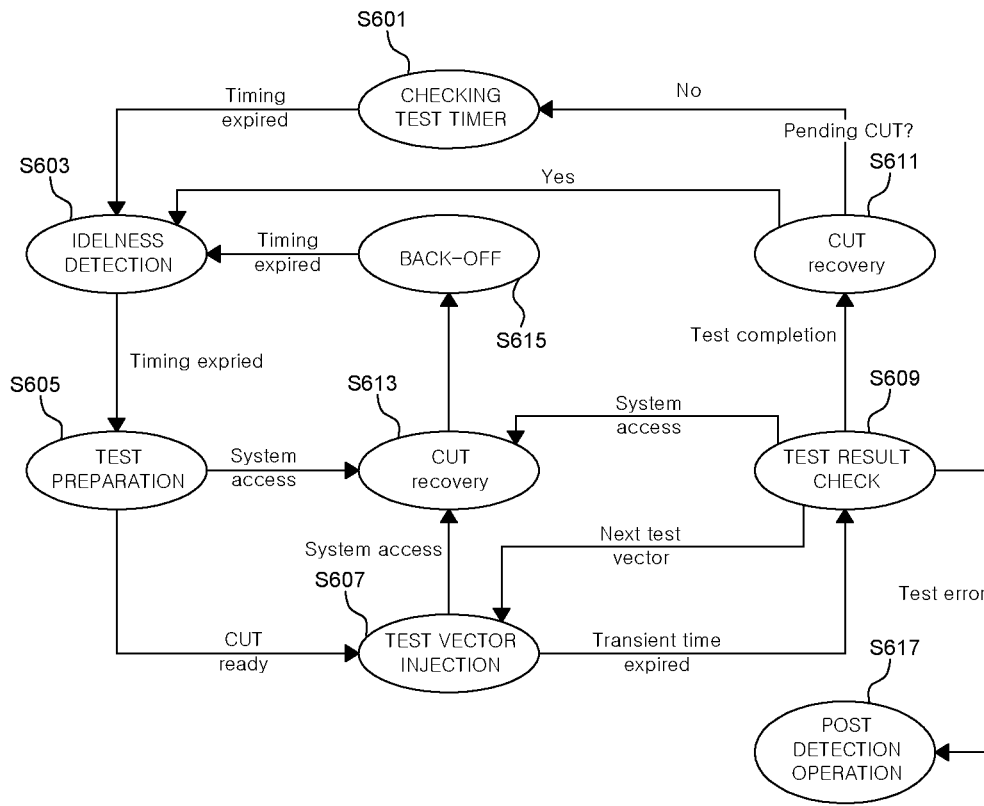 S601
CHECKING
TEST TIMER
Timing
expired
No
Pending CUT?
S603
S611
Yes
IDELNESS
DETECTION
Timing
expired
BACK-OFF
CUT
recovery
S615
Timing expried
Test completion
S605
S613
S609
System
access
TEST
PREPARATION
System
access
CUT
recovery
TEST RESULT
CHECK
Next test
vector
System access
S607
Test error
CUT
ready
TEST VECTOR
INJECTION
Transient time
expired
S617
POST
DETECTION
OPERATION